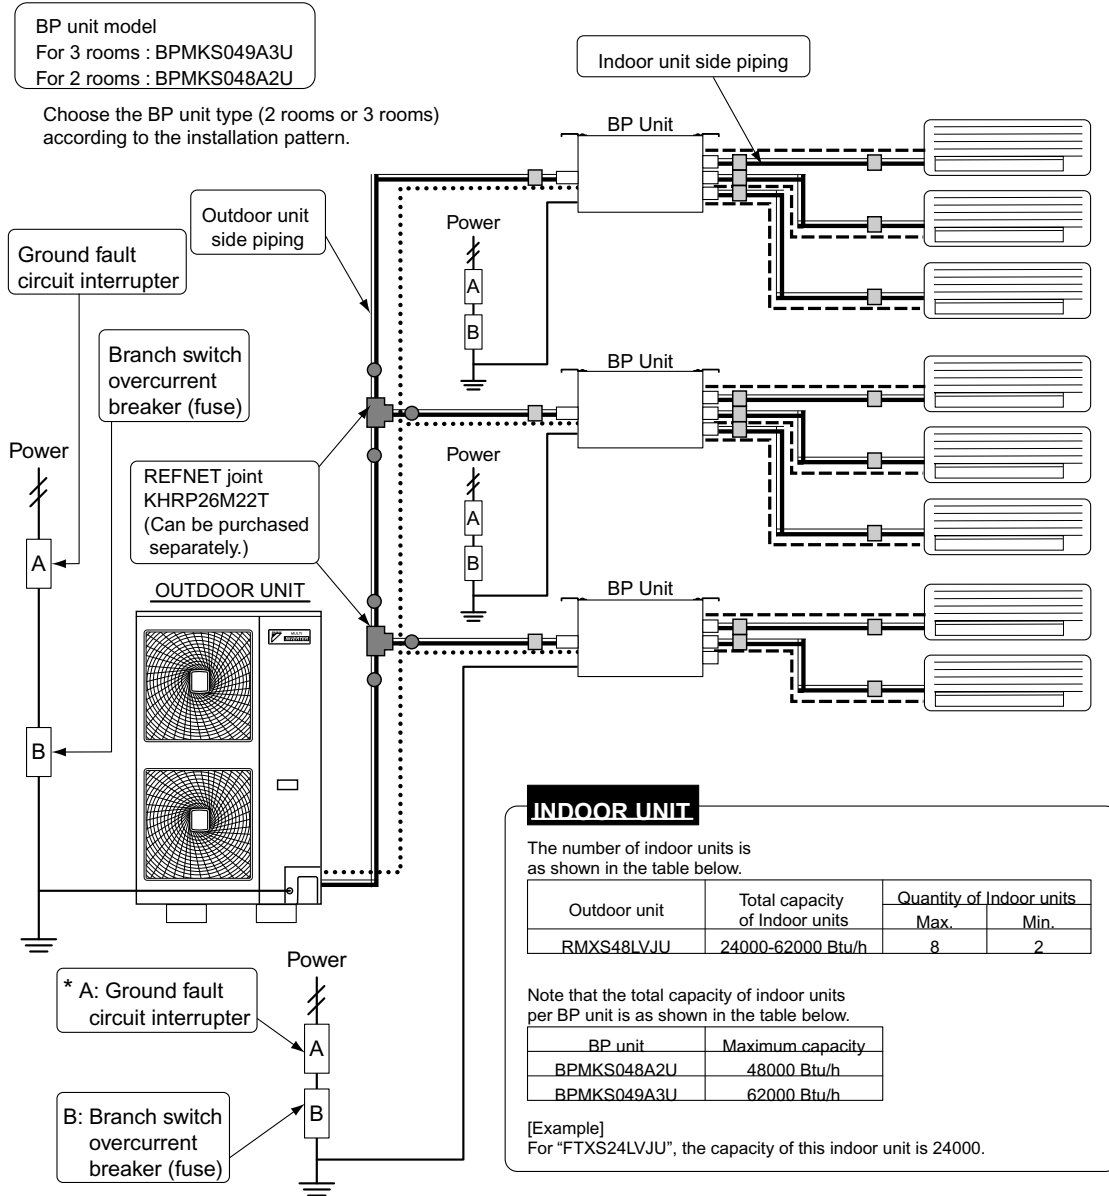 BP unit model
For 3 rooms : BPMKS049A3U
For 2 rooms : BPMKS048A2U
Choose the BP unit type (2 rooms or 3 rooms)
according to the installation pattern.
Indoor unit side piping
BP Unit
Outdoor unit
side piping
Power
A
B
Ground fault
circuit interrupter
Branch switch
overcurrent
breaker (fuse)
BP Unit
Power
A
B
Power
A
B
REFNET joint
KHRP26M22T
(Can be purchased
separately.)
OUTDOOR UNIT
BP Unit
INDOOR UNIT
The number of indoor units is
as shown in the table below.
Outdoor unit
Total capacity
of Indoor units
Quantity of Indoor units
Max. Min.
RMXS48LVJU 24000-62000 Btu/h 8 2
Note that the total capacity of indoor units
per BP unit is as shown in the table below.
BP unit Maximum capacity
BPMKS048A2U 48000 Btu/h
BPMKS049A3U 62000 Btu/h
[Example]
For “FTXS24LVJU”, the capacity of this indoor unit is 24000.
Power
A
B
* A: Ground fault
circuit interrupter
B: Branch switch
overcurrent
breaker (fuse)